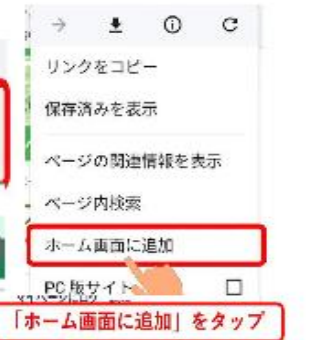 リンクをコピー
保存済みを表示
ページの関連情報を表示
ページ内検索
ホーム画面に追加
PC版サイト
「ホーム画面に追加」をタップ